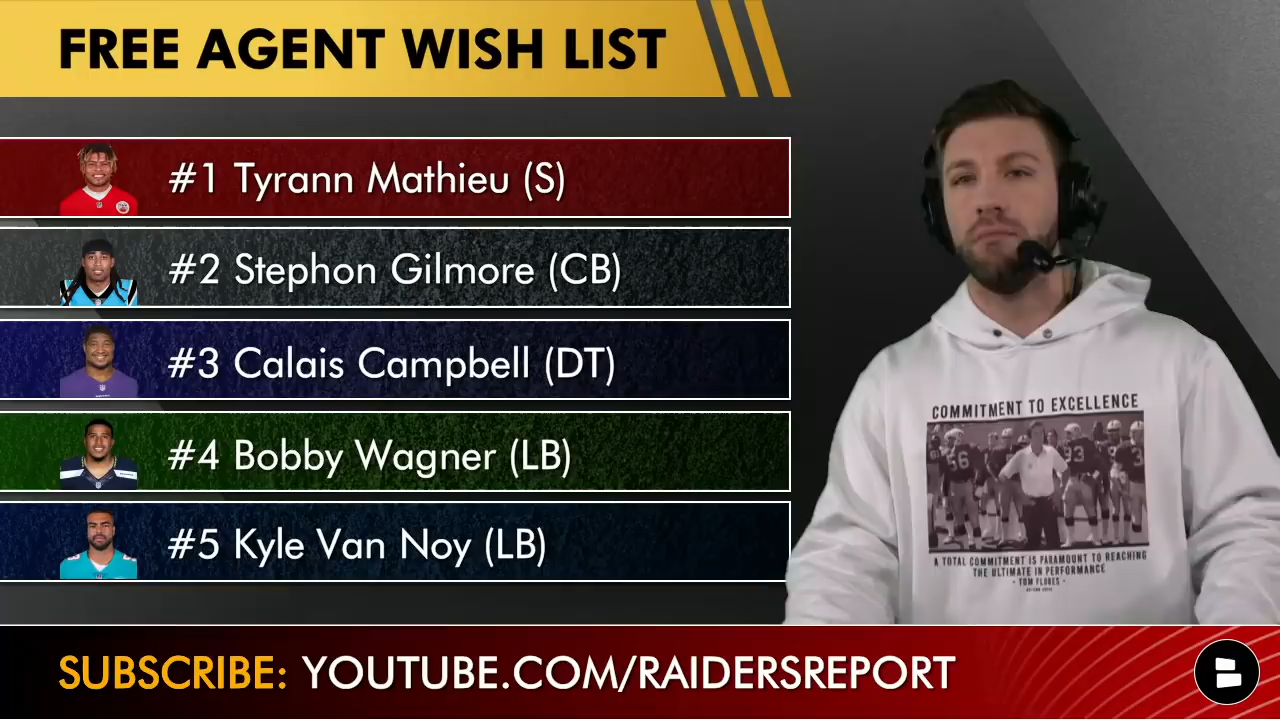 FREE AGENT WISH LIST
#1 Tyrann Mathieu (S)
#2 Stephon Gilmore (CB)
#3 Calais Campbell (DT)
#4 Bobby Wagner (LB)
#5 Kyle Van Noy (LB)
COMMITMENT TO EXCELLENCE
56
93
A TOTAL COMMITMENT IS PARAMOUNT TO REACHING
THE ULTIMATE IN PERFORMANCE
- TOM FLORES -
SUBSCRIBE: YOUTUBE.COM/RAIDERSREPORT